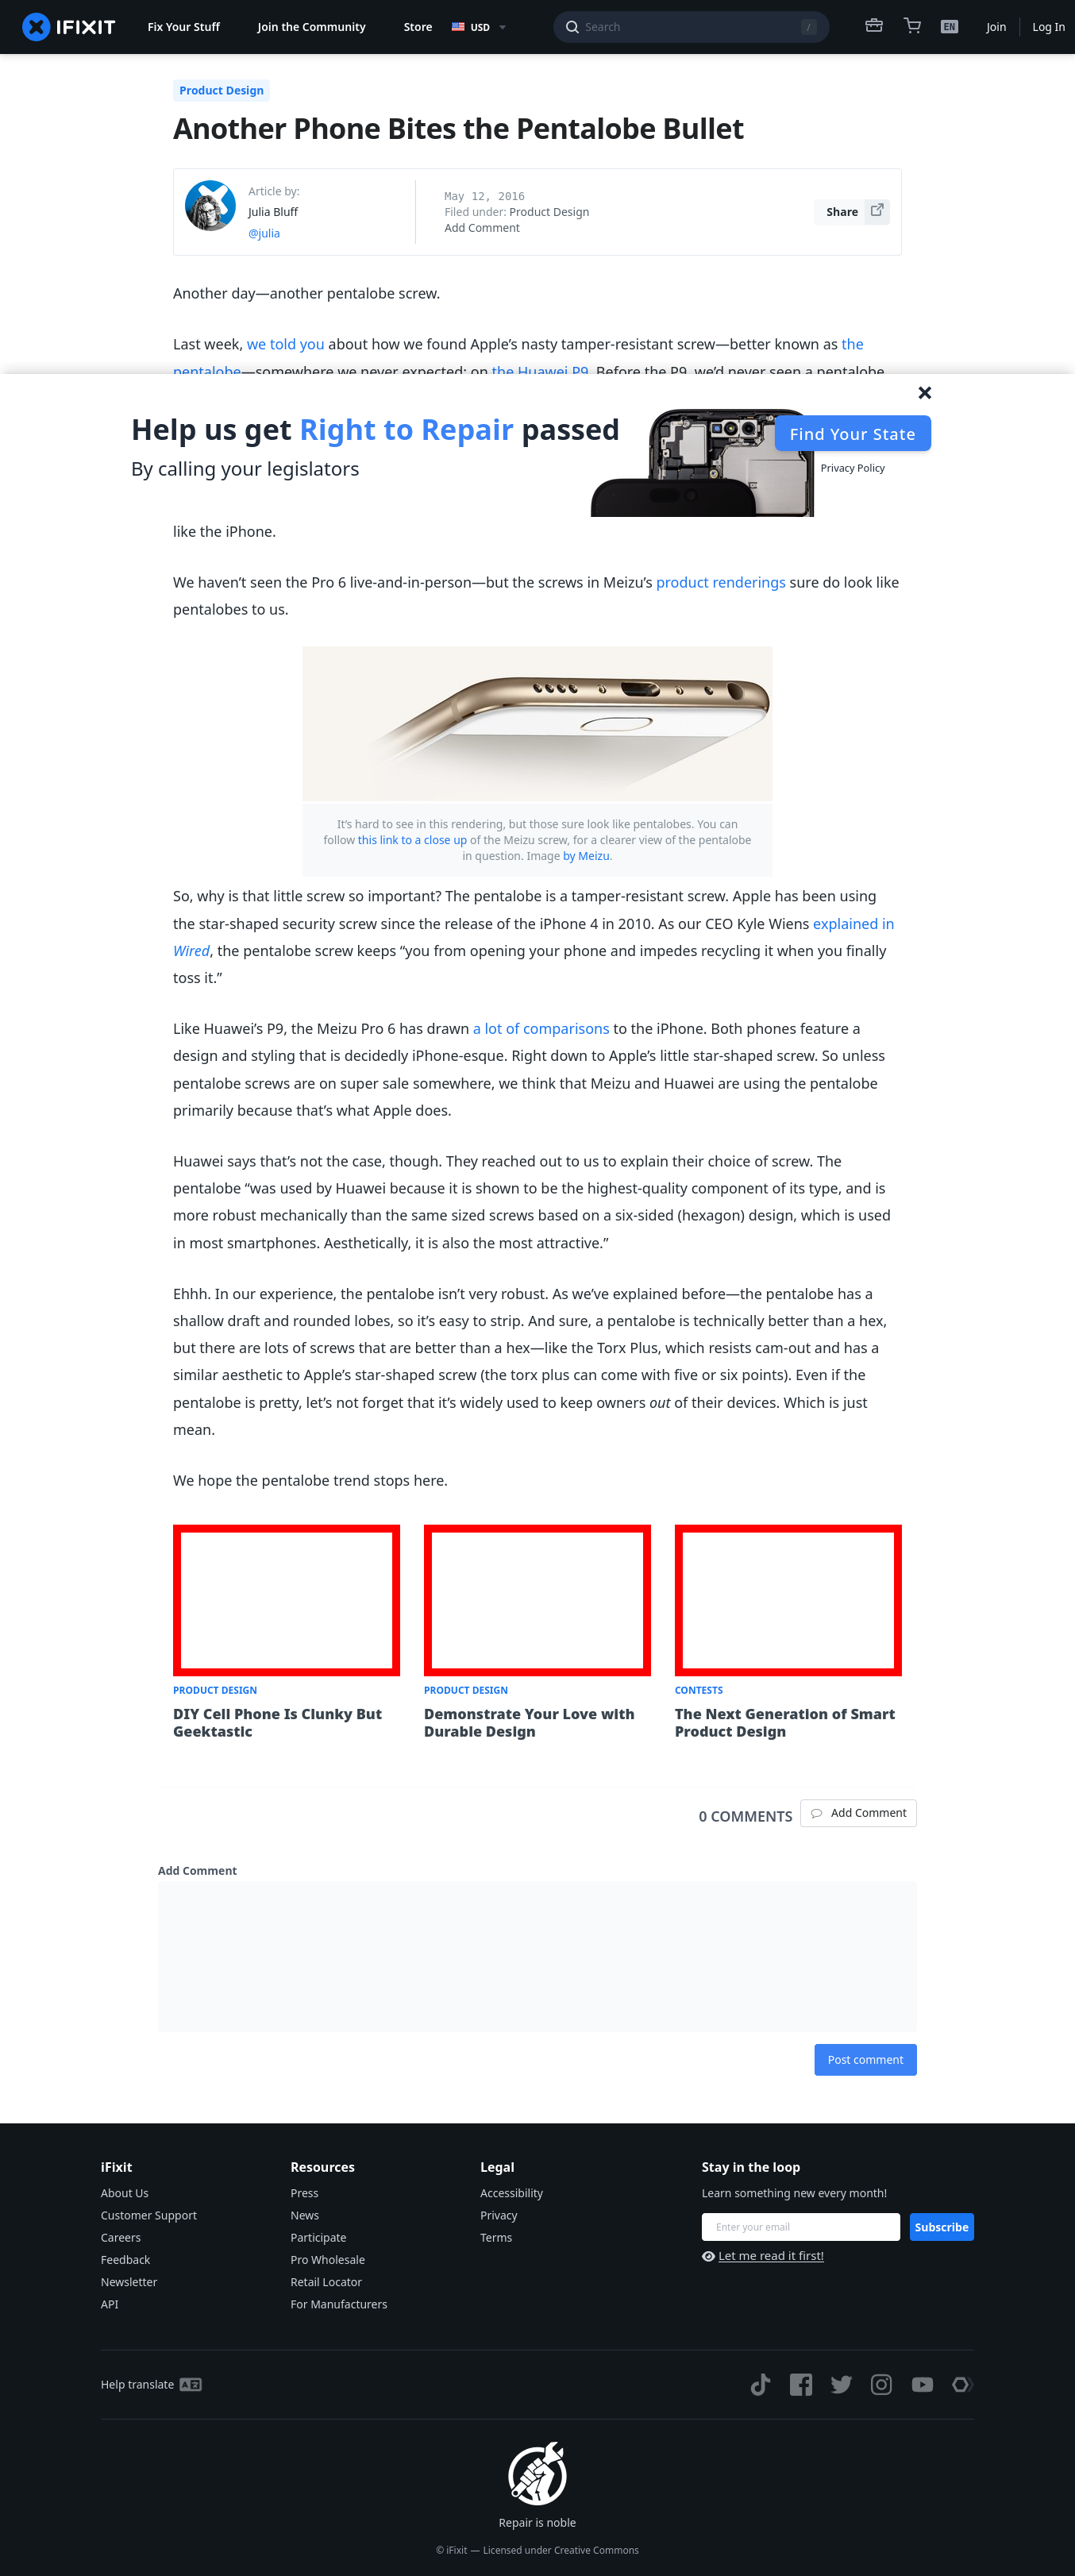 IFIXIT
Fix Your Stuff
Join the Community
Store
USD
Search
/
EN
Join
Log In
Product Design
Another Phone Bites the Pentalobe Bullet
Article by:
Julia Bluff
@julia
May 12, 2016
Filed under: Product Design
Add Comment
Share
Another day—another pentalobe screw.
Last week, we told you about how we found Apple’s nasty tamper-resistant screw—better known as the
pentalobe—somewhere we never expected: on the Huawei P9. Before the P9, we’d never seen a pentalobe
Help us get Right to Repair passed
By calling your legislators
Find Your State
Privacy Policy
like the iPhone.
We haven’t seen the Pro 6 live-and-in-person—but the screws in Meizu’s product renderings sure do look like
pentalobes to us.
It’s hard to see in this rendering, but those sure look like pentalobes. You can
follow this link to a close up of the Meizu screw, for a clearer view of the pentalobe
in question. Image by Meizu.
So, why is that little screw so important? The pentalobe is a tamper-resistant screw. Apple has been using
the star-shaped security screw since the release of the iPhone 4 in 2010. As our CEO Kyle Wiens explained in
Wired, the pentalobe screw keeps “you from opening your phone and impedes recycling it when you finally
toss it.”
Like Huawei’s P9, the Meizu Pro 6 has drawn a lot of comparisons to the iPhone. Both phones feature a
design and styling that is decidedly iPhone-esque. Right down to Apple’s little star-shaped screw. So unless
pentalobe screws are on super sale somewhere, we think that Meizu and Huawei are using the pentalobe
primarily because that’s what Apple does.
Huawei says that’s not the case, though. They reached out to us to explain their choice of screw. The
pentalobe “was used by Huawei because it is shown to be the highest-quality component of its type, and is
more robust mechanically than the same sized screws based on a six-sided (hexagon) design, which is used
in most smartphones. Aesthetically, it is also the most attractive.”
Ehhh. In our experience, the pentalobe isn’t very robust. As we’ve explained before—the pentalobe has a
shallow draft and rounded lobes, so it’s easy to strip. And sure, a pentalobe is technically better than a hex,
but there are lots of screws that are better than a hex—like the Torx Plus, which resists cam-out and has a
similar aesthetic to Apple’s star-shaped screw (the torx plus can come with five or six points). Even if the
pentalobe is pretty, let’s not forget that it’s widely used to keep owners out of their devices. Which is just
mean.
We hope the pentalobe trend stops here.
PRODUCT DESIGN
DIY Cell Phone Is Clunky But
Geektastic
PRODUCT DESIGN
Demonstrate Your Love with
Durable Design
CONTESTS
The Next Generation of Smart
Product Design
0 COMMENTS
Add Comment
Add Comment
Post comment
iFixit
About Us
Customer Support
Careers
Feedback
Newsletter
API
Resources
Press
News
Participate
Pro Wholesale
Retail Locator
For Manufacturers
Legal
Accessibility
Privacy
Terms
Stay in the loop
Learn something new every month!
Enter your email
Subscribe
Let me read it first!
Help translate
Repair is noble
© iFixit — Licensed under Creative Commons